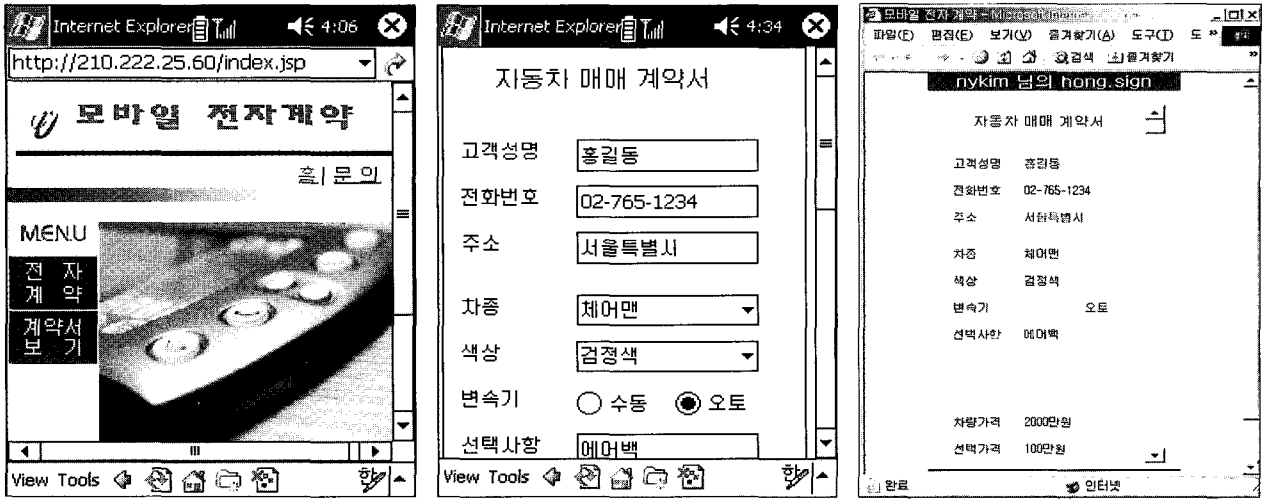 Internet Explorer 4:06
http://210.222.25.60/index.jsp
모바일 전자계약
홈| 문의
MENU
전 자
계 약
계약서
보 기
View Tools 한
Internet Explorer 4:34
자동차 매매 계약서
고객성명 홍길동
전화번호 02-765-1234
주소 서울특별시
차종 체어맨
색상 검정색
변속기 수동 오토
선택사항 에어백
View Tools 한
모바일 전자 계약 - Microsoft Internet
파일(F) 편집(E) 보기(V) 즐겨찾기(A) 도구(T) 도 »
검색 즐겨찾기 »
nykim 님의 hong.sign
자동차 매매 계약서
고객성명 홍길동
전화번호 02-765-1234
주소 서울특별시
차종 체어맨
색상 검정색
변속기 오토
선택사항 에어백
차량가격 2000만원
선택가격 100만원
완료 인터넷